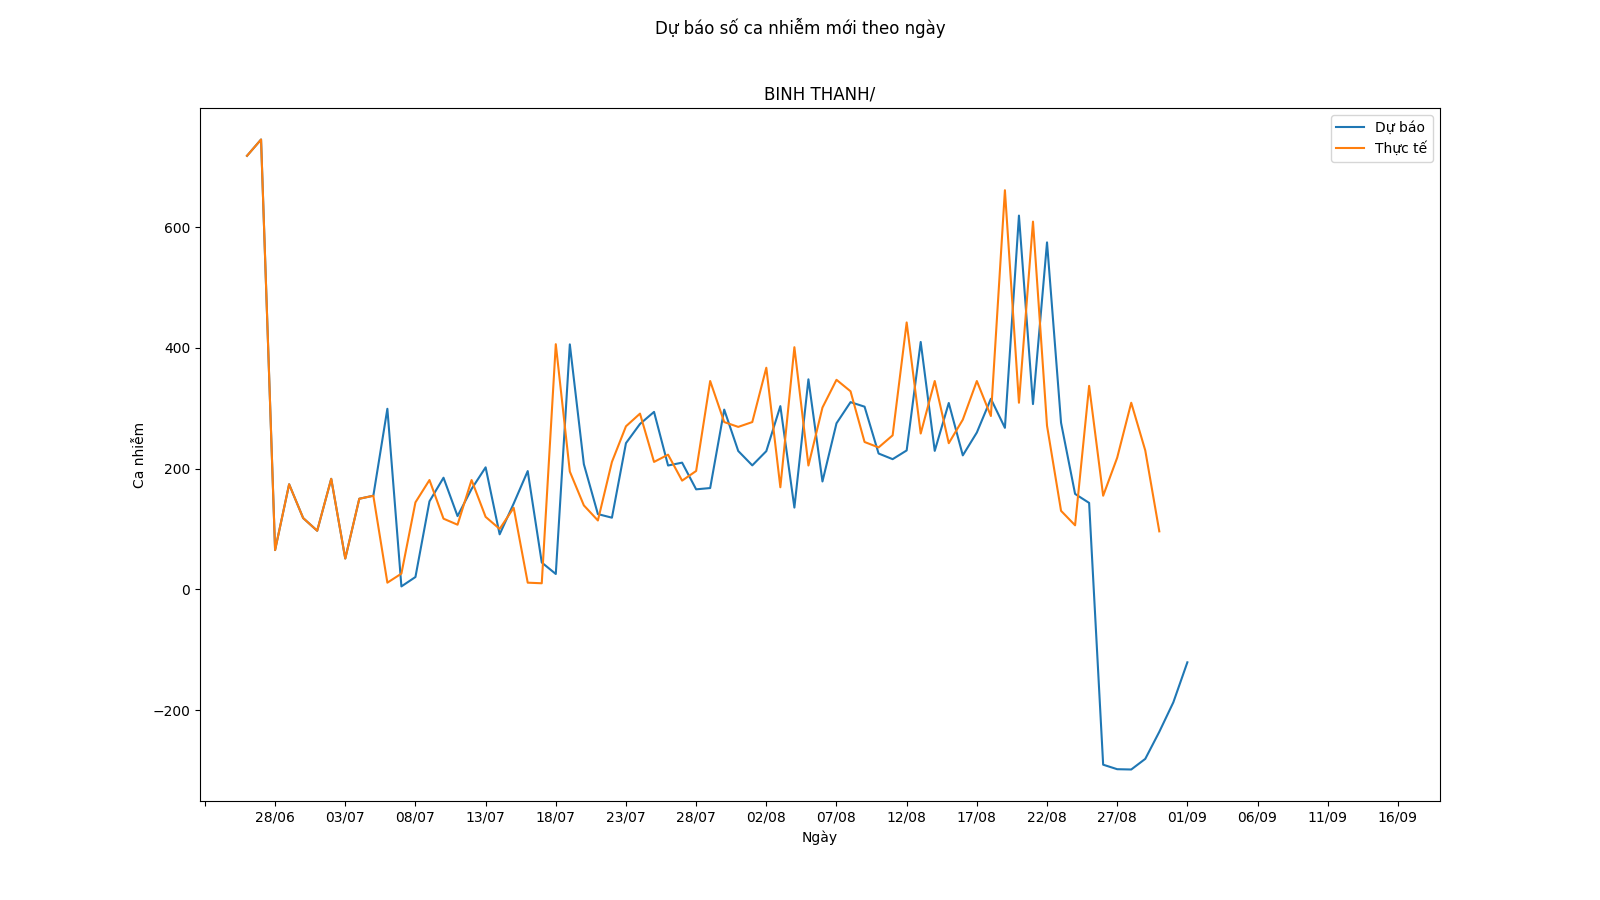 Dự báo số ca nhiễm mới theo ngày
BINH THANH/
Dự báo
Thực tế
600
400
200
0
−200
Ca nhiễm
28/06 03/07 08/07 13/07 18/07 23/07 28/07 02/08 07/08 12/08 17/08 22/08 27/08 01/09 06/09 11/09 16/09
Ngày